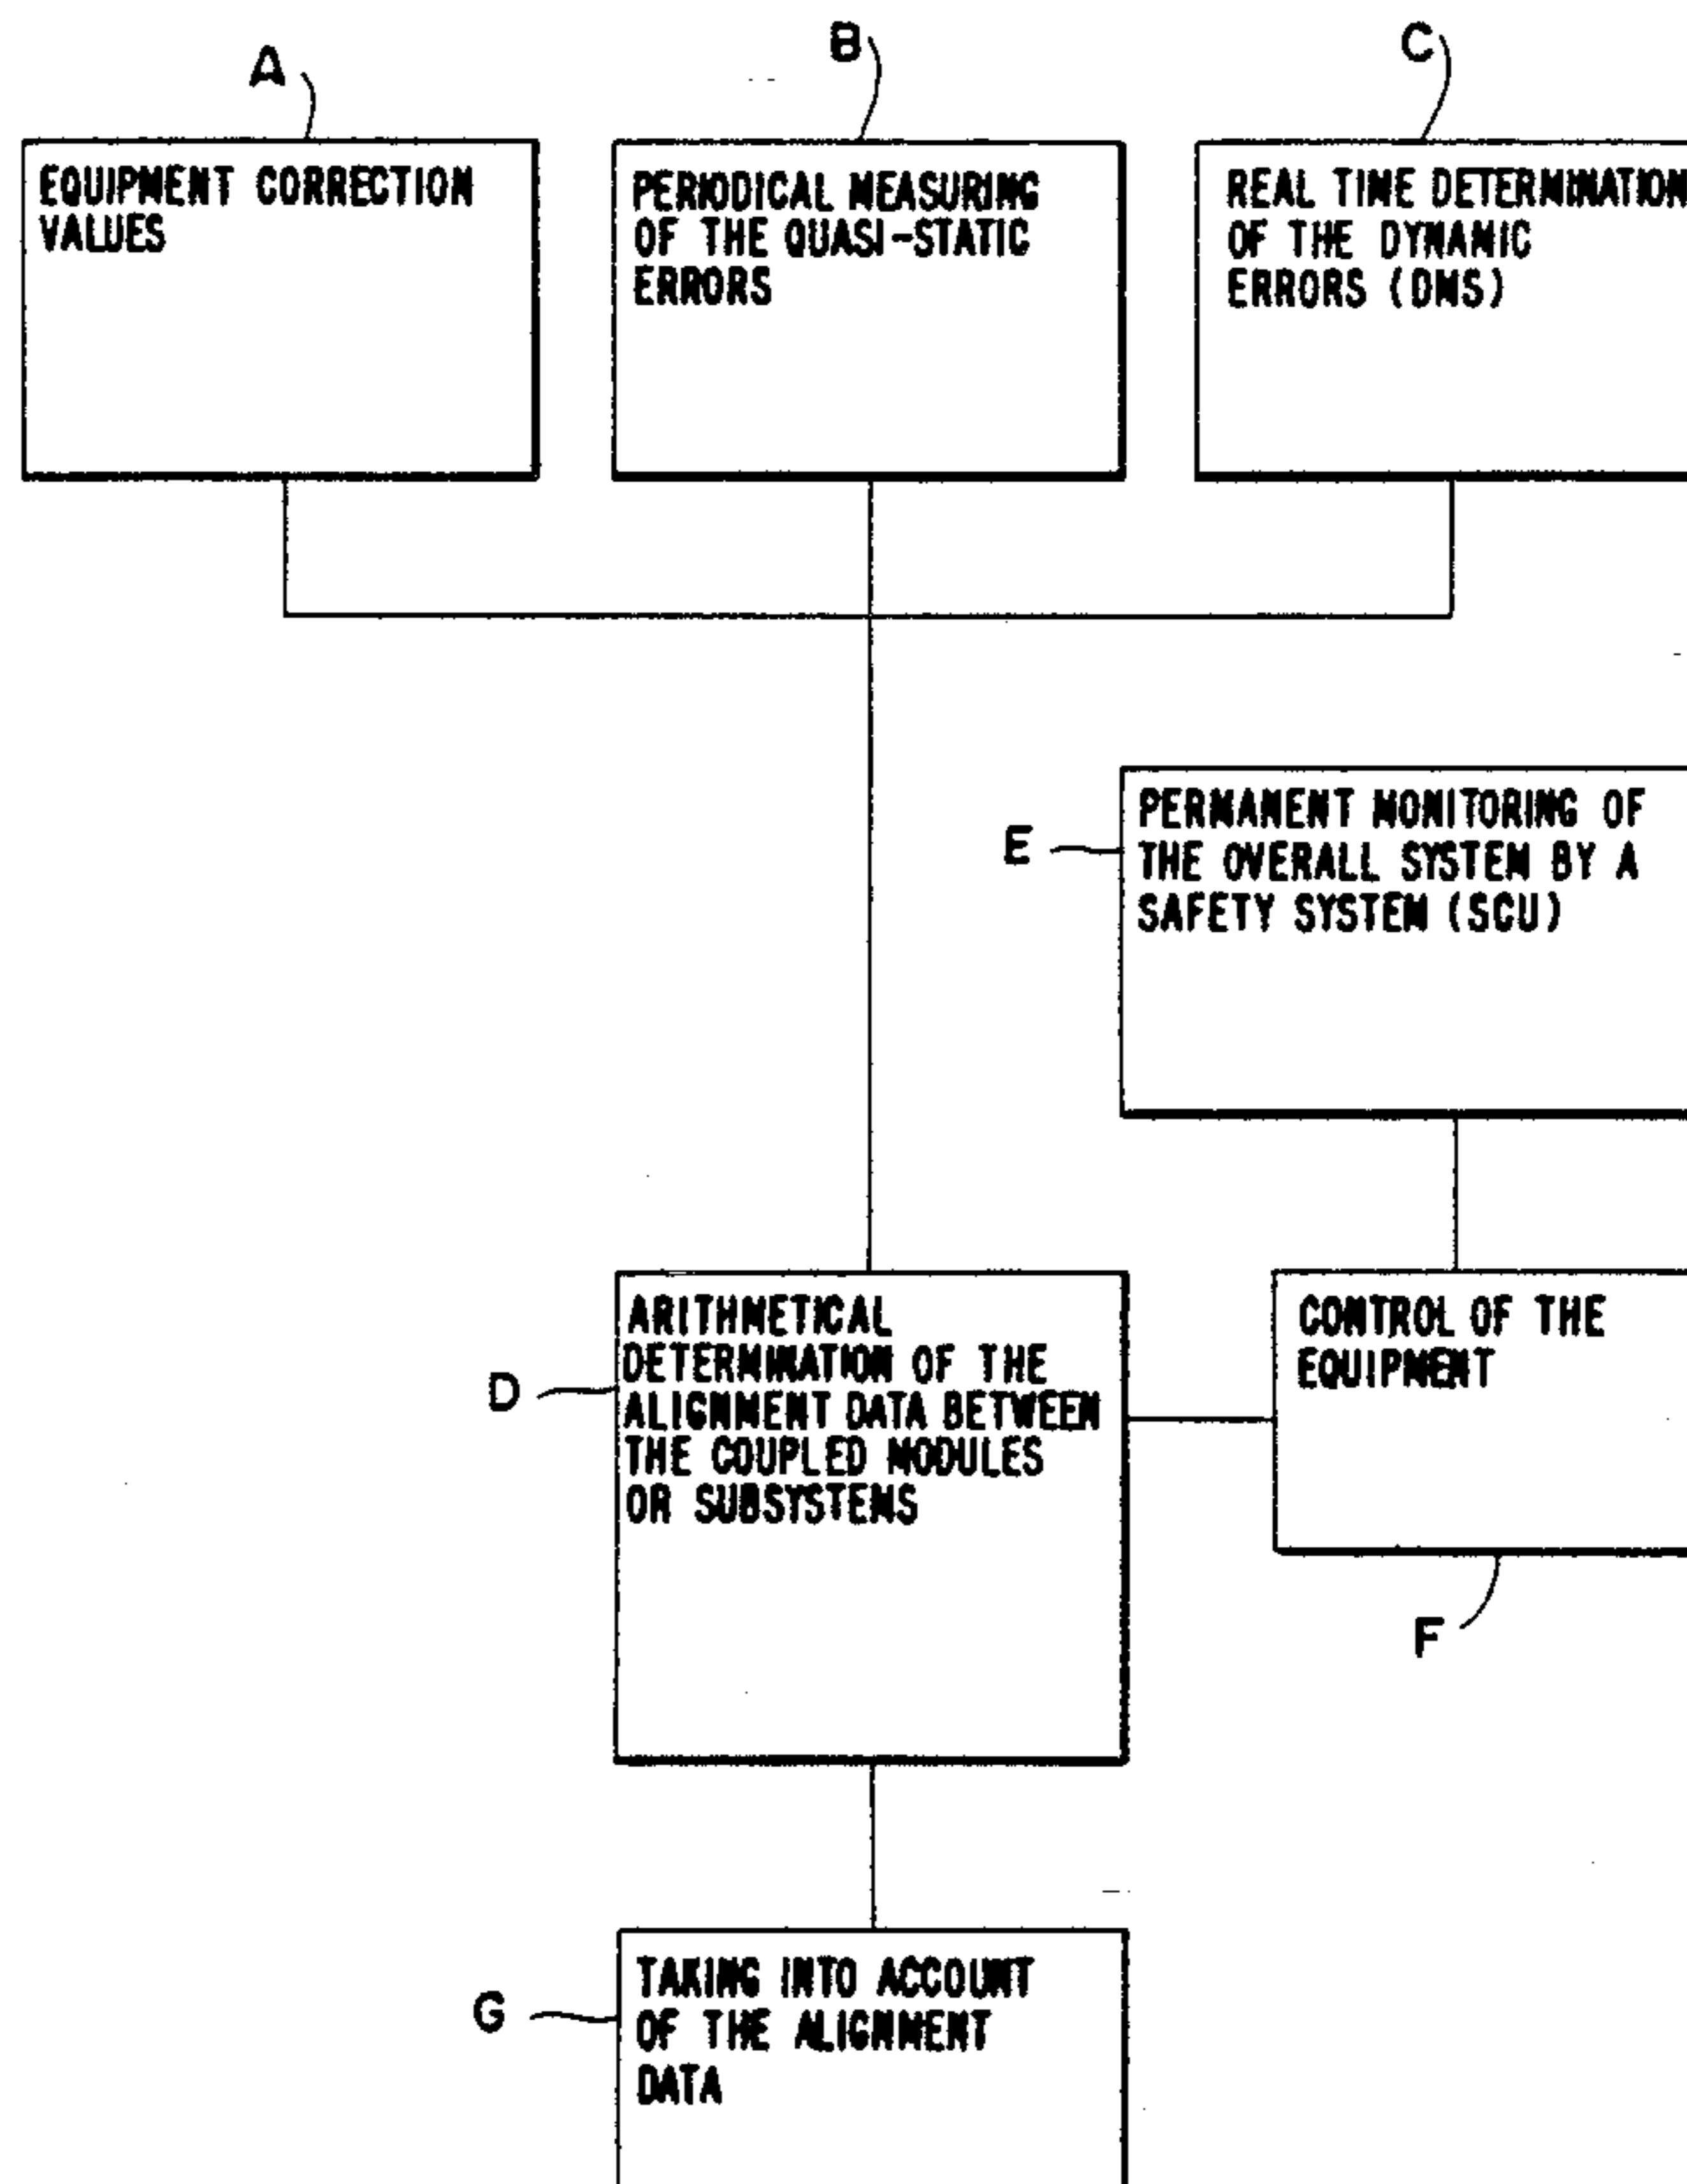 A
B
C
EQUIPMENT CORRECTION
VALUES
PERIODICAL MEASURING
OF THE QUASI-STATIC
ERRORS
REAL TIME DETERMINATION
OF THE DYNAMIC
ERRORS (DMS)
E
PERMANENT MONITORING OF
THE OVERALL SYSTEM BY A
SAFETY SYSTEM (SCU)
D
ARITHMETICAL
DETERMINATION OF THE
ALIGNMENT DATA BETWEEN
THE COUPLED MODULES
OR SUBSYSTEMS
CONTROL OF THE
EQUIPMENT
F
G
TAKING INTO ACCOUNT
OF THE ALIGNMENT
DATA